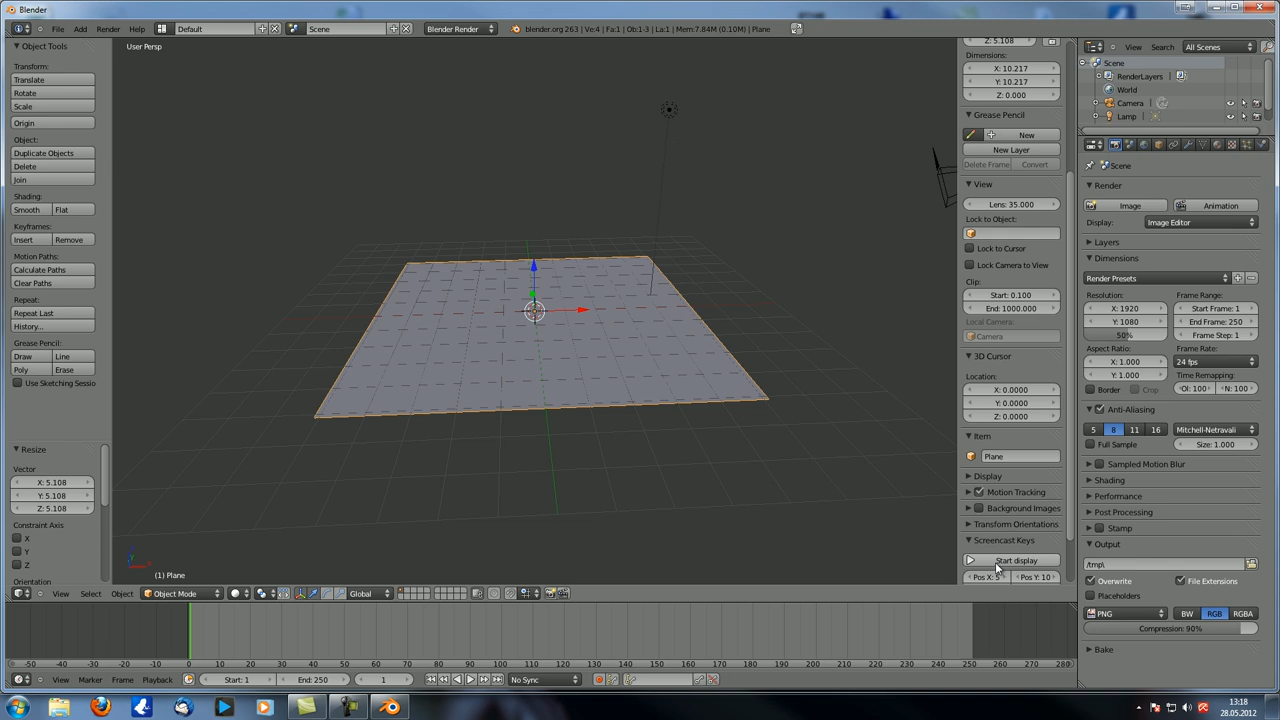 Blender
File Add Render Help Default Scene Blender Render blender.org 263 | Ve:4 | Fa:1 | Ob:1-3 | La:1 | Mem:7.84M (0.10M) | Plane
Object Tools
Transform:
Translate
Rotate
Scale
Origin
Object:
Duplicate Objects
Delete
Join
Shading:
Smooth Flat
Keyframes:
Insert Remove
Motion Paths:
Calculate Paths
Clear Paths
Repeat:
Repeat Last
History...
Grease Pencil:
Draw Line
Poly Erase
Use Sketching Sessio
Resize
Vector
X: 5.108
Y: 5.108
Z: 5.108
Constraint Axis
X
Y
Z
Orientation
User Persp
(1) Plane
View Select Object Object Mode Global
Z: 5.108
Dimensions:
X: 10.217
Y: 10.217
Z: 0.000
Grease Pencil
New
New Layer
Delete Frame Convert
View
Lens: 35.000
Lock to Object:
Lock to Cursor
Lock Camera to View
Clip:
Start: 0.100
End: 1000.000
Local Camera:
Camera
3D Cursor
Location:
X: 0.0000
Y: 0.0000
Z: 0.0000
Item
Plane
Display
Motion Tracking
Background Images
Transform Orientations
Screencast Keys
Start display
Pos X: 5 Pos Y: 10
View Search All Scenes
Scene
RenderLayers
World
Camera
Lamp
Scene
Render
Image Animation
Display: Image Editor
Layers
Dimensions
Render Presets
Resolution: Frame Range:
X: 1920 Start Frame: 1
Y: 1080 End Frame: 250
50% Frame Step: 1
Aspect Ratio: Frame Rate:
X: 1.000 24 fps
Y: 1.000 Time Remapping:
Border Crop OI: 100 N: 100
Anti-Aliasing
5 8 11 16 Mitchell-Netravali
Full Sample Size: 1.000
Sampled Motion Blur
Shading
Performance
Post Processing
Stamp
Output
/tmp\
Overwrite File Extensions
Placeholders
PNG BW RGB RGBA
Compression: 90%
Bake
-50 -40 -30 -20 -10 0 10 20 30 40 50 60 70 80 90 100 110 120 130 140 150 160 170 180 190 200 210 220 230 240 250 260 270 280
View Marker Frame Playback Start: 1 End: 250 1 No Sync
13:18
28.05.2012